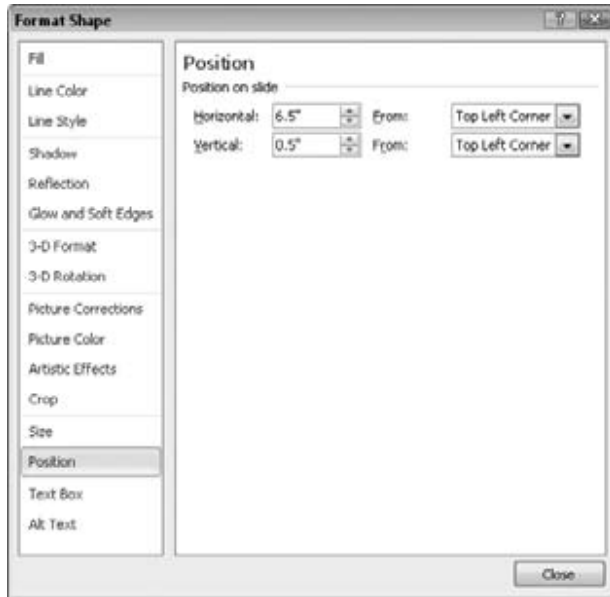 Format Shape
Fill
Line Color
Line Style
Shadow
Reflection
Glow and Soft Edges
3-D Format
3-D Rotation
Picture Corrections
Picture Color
Artistic Effects
Crop
Size
Position
Text Box
Alt Text
Position
Position on slide
Horizontal: 6.5" From: Top Left Corner
Vertical: 0.5" From: Top Left Corner
Close